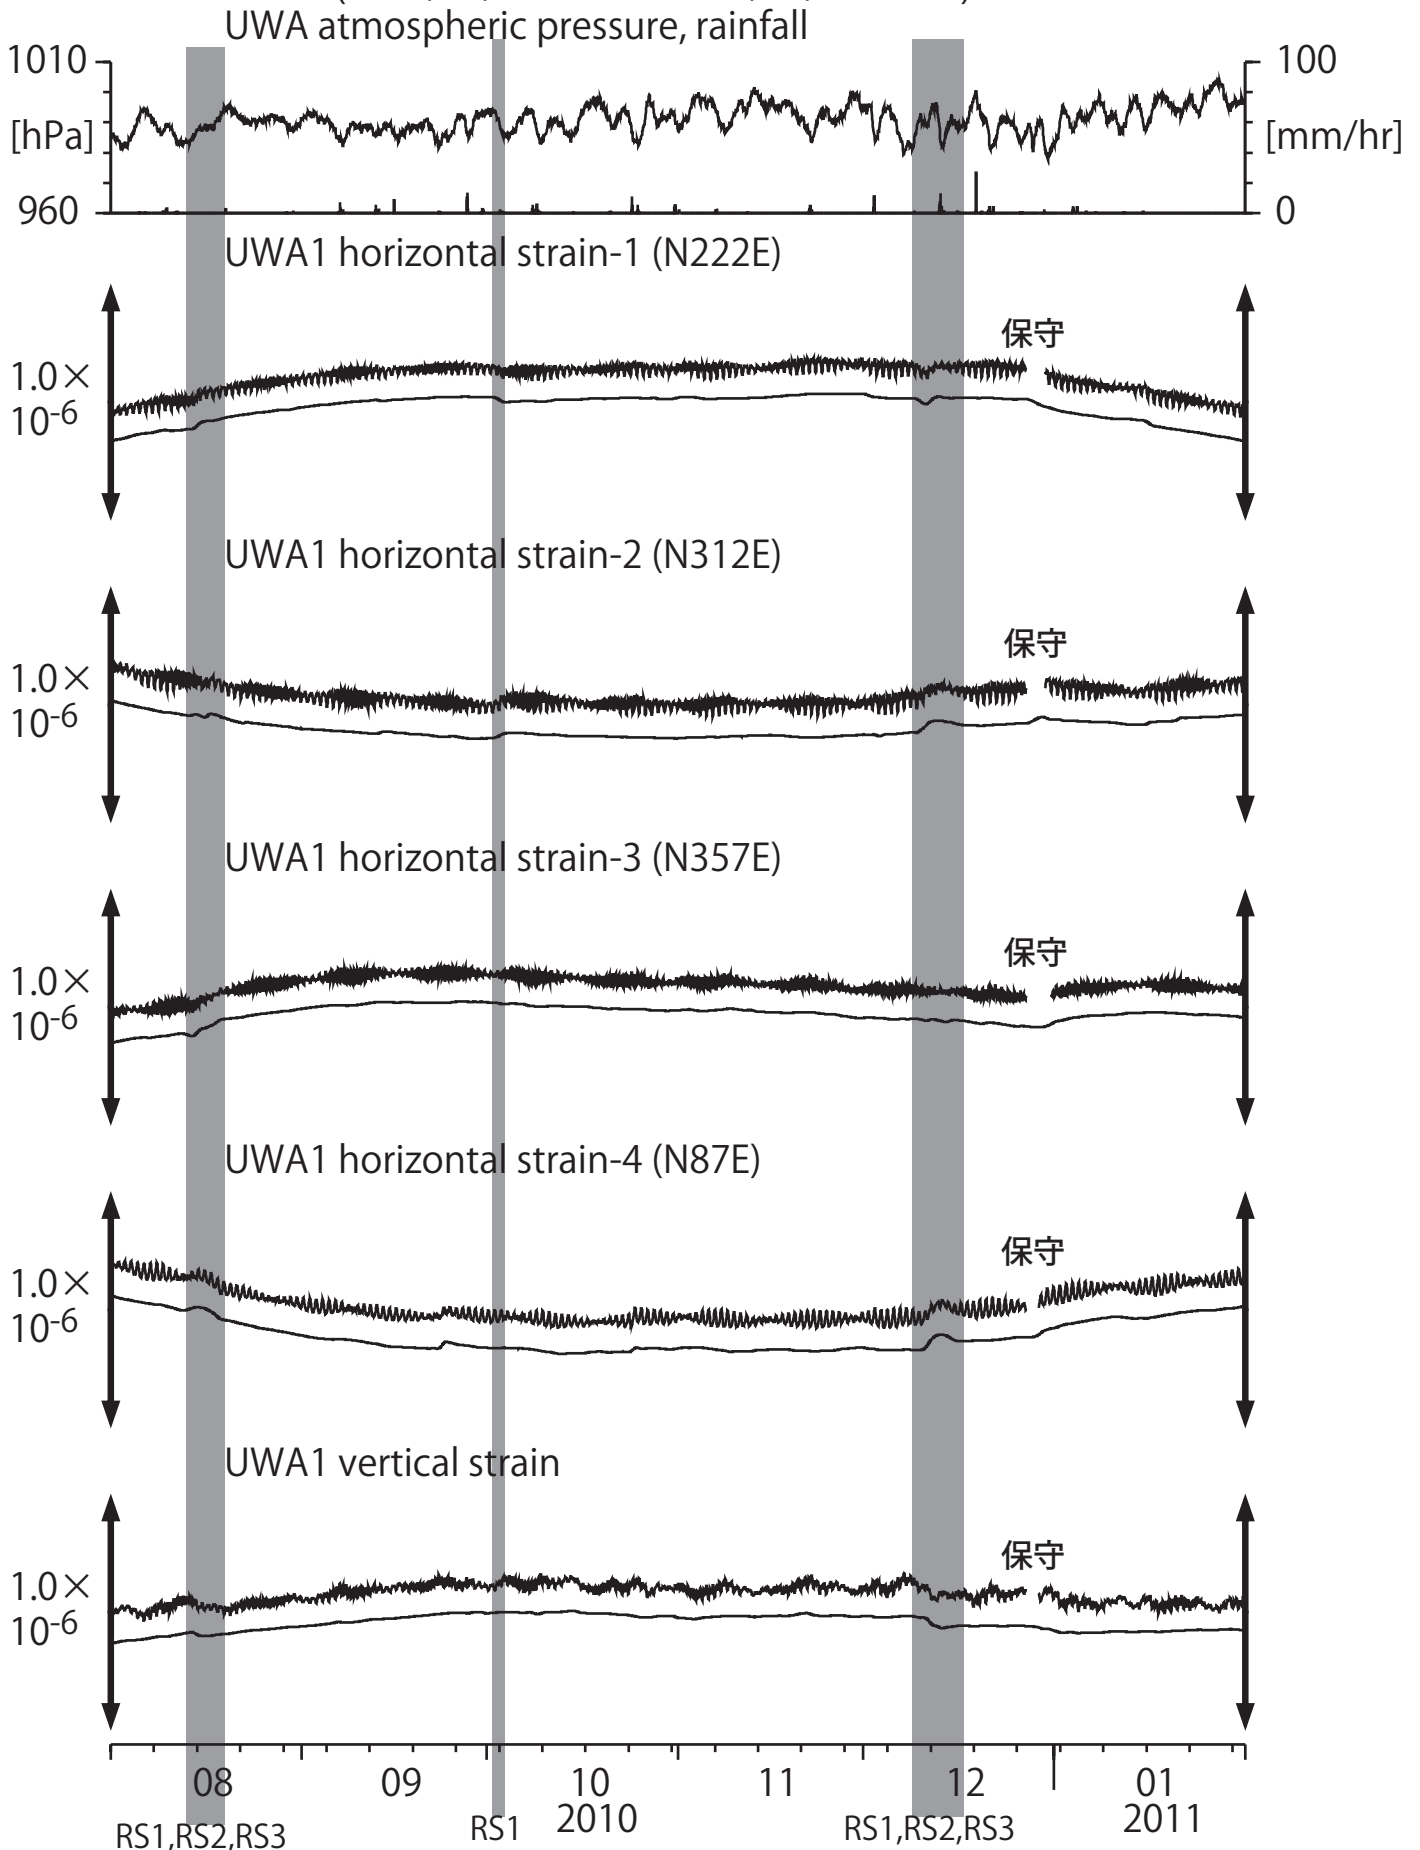 UWA atmospheric pressure, rainfall
1010
100
[hPa]
[mm/hr]
960
0
UWA1 horizontal strain-1 (N222E)
保守
1.0×
10-6
UWA1 horizontal strain-2 (N312E)
保守
1.0×
10-6
UWA1 horizontal strain-3 (N357E)
保守
1.0×
10-6
UWA1 horizontal strain-4 (N87E)
保守
1.0×
10-6
UWA1 vertical strain
保守
1.0×
10-6
08 09 10 11 12 01
2010 2011
RS1,RS2,RS3 RS1 RS1,RS2,RS3